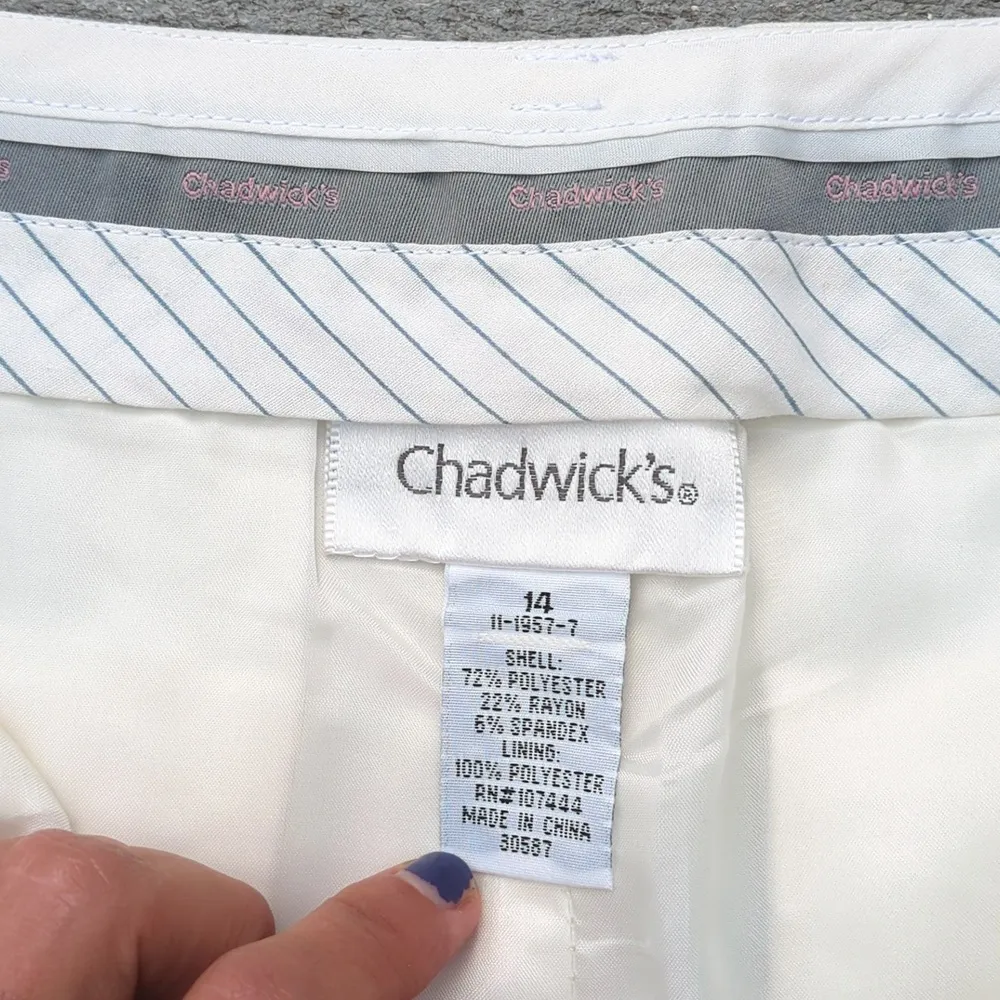 s
Chadwick's Chadwick's Chadwick's
Chadwick's®
14
11-1957-7
SHELL:
72% POLYESTER
22% RAYON
6% SPANDEX
LINING:
100% POLYESTER
RN#107444
MADE IN CHINA
30587